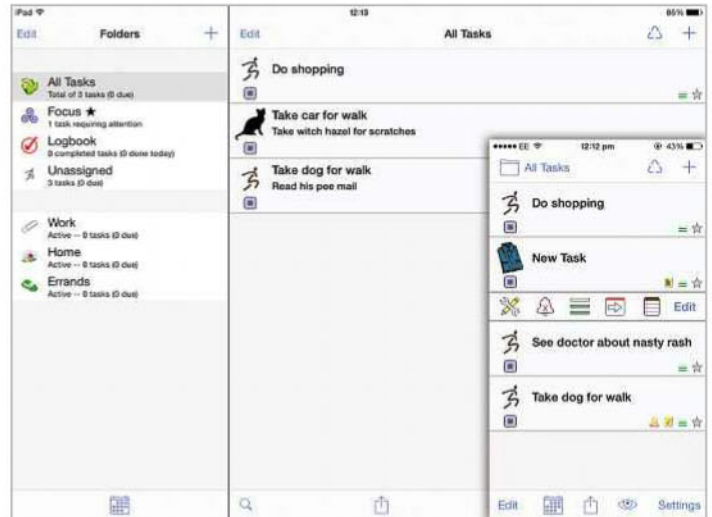 iPad
12:13
85%
Edit
Folders
+
All Tasks
Total of 3 tasks (0 due)
Focus ★
1 task requiring attention
Logbook
9 completed tasks (0 done today)
Unassigned
3 tasks (0 due)
Work
Active -- 0 tasks (0 due)
Home
Active -- 0 tasks (0 due)
Errands
Active -- 0 tasks (0 due)
Edit
All Tasks
+
Do shopping
Take car for walk
Take witch hazel for scratches
Take dog for walk
Read his pee mail
EE
12:12 pm
43%
All Tasks
+
Do shopping
New Task
Edit
See doctor about nasty rash
Take dog for walk
Edit
Settings